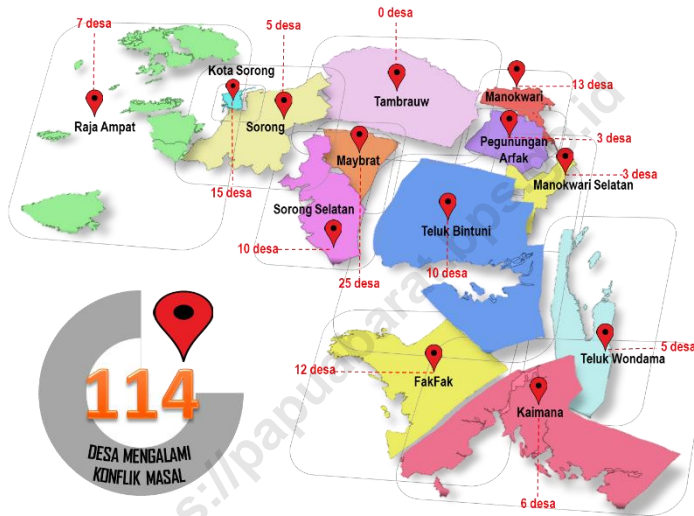 0 desa
7 desa
5 desa
Kota Sorong
13 desa
Tambrauw
Manokwari
Raja Ampat
Sorong
Pegunungan
Arfak
3 desa
Maybrat
Manokwari Selatan
3 desa
15 desa
Sorong Selatan
Teluk Bintuni
10 desa
10 desa
25 desa
5 desa
Teluk Wondama
12 desa
FakFak
Kaimana
114
DESA MENGALAMI
KONFLIK MASAL
6 desa